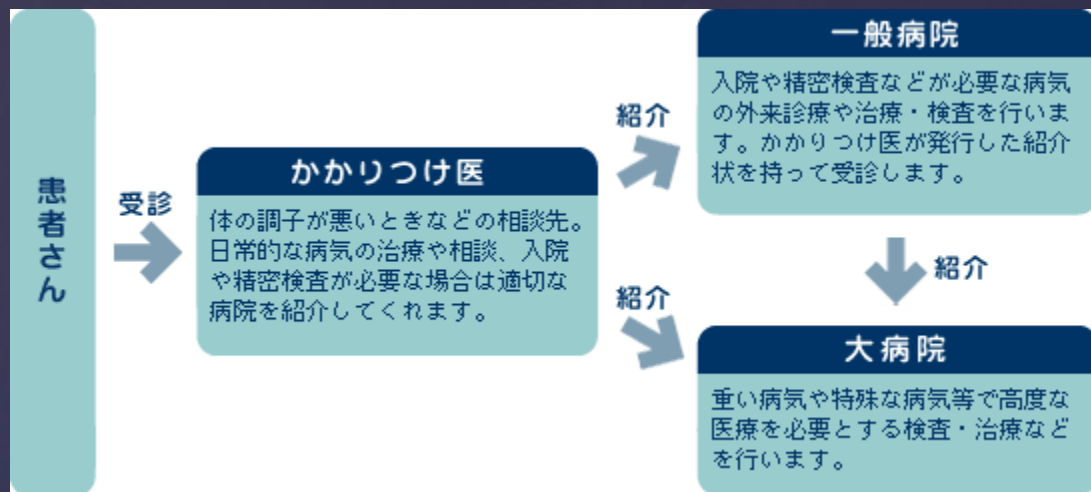 患者さん
受診
かかりつけ医
体の調子が悪いときなどの相談先。
日常的な病気の治療や相談、入院
や精密検査が必要な場合は適切な
病院を紹介してくれます。
紹介
紹介
一般病院
入院や精密検査などが必要な病気
の外来診療や治療・検査を行いま
す。かかりつけ医が発行した紹介
状を持って受診します。
紹介
大病院
重い病気や特殊な病気等で高度な
医療を必要とする検査・治療など
を行います。